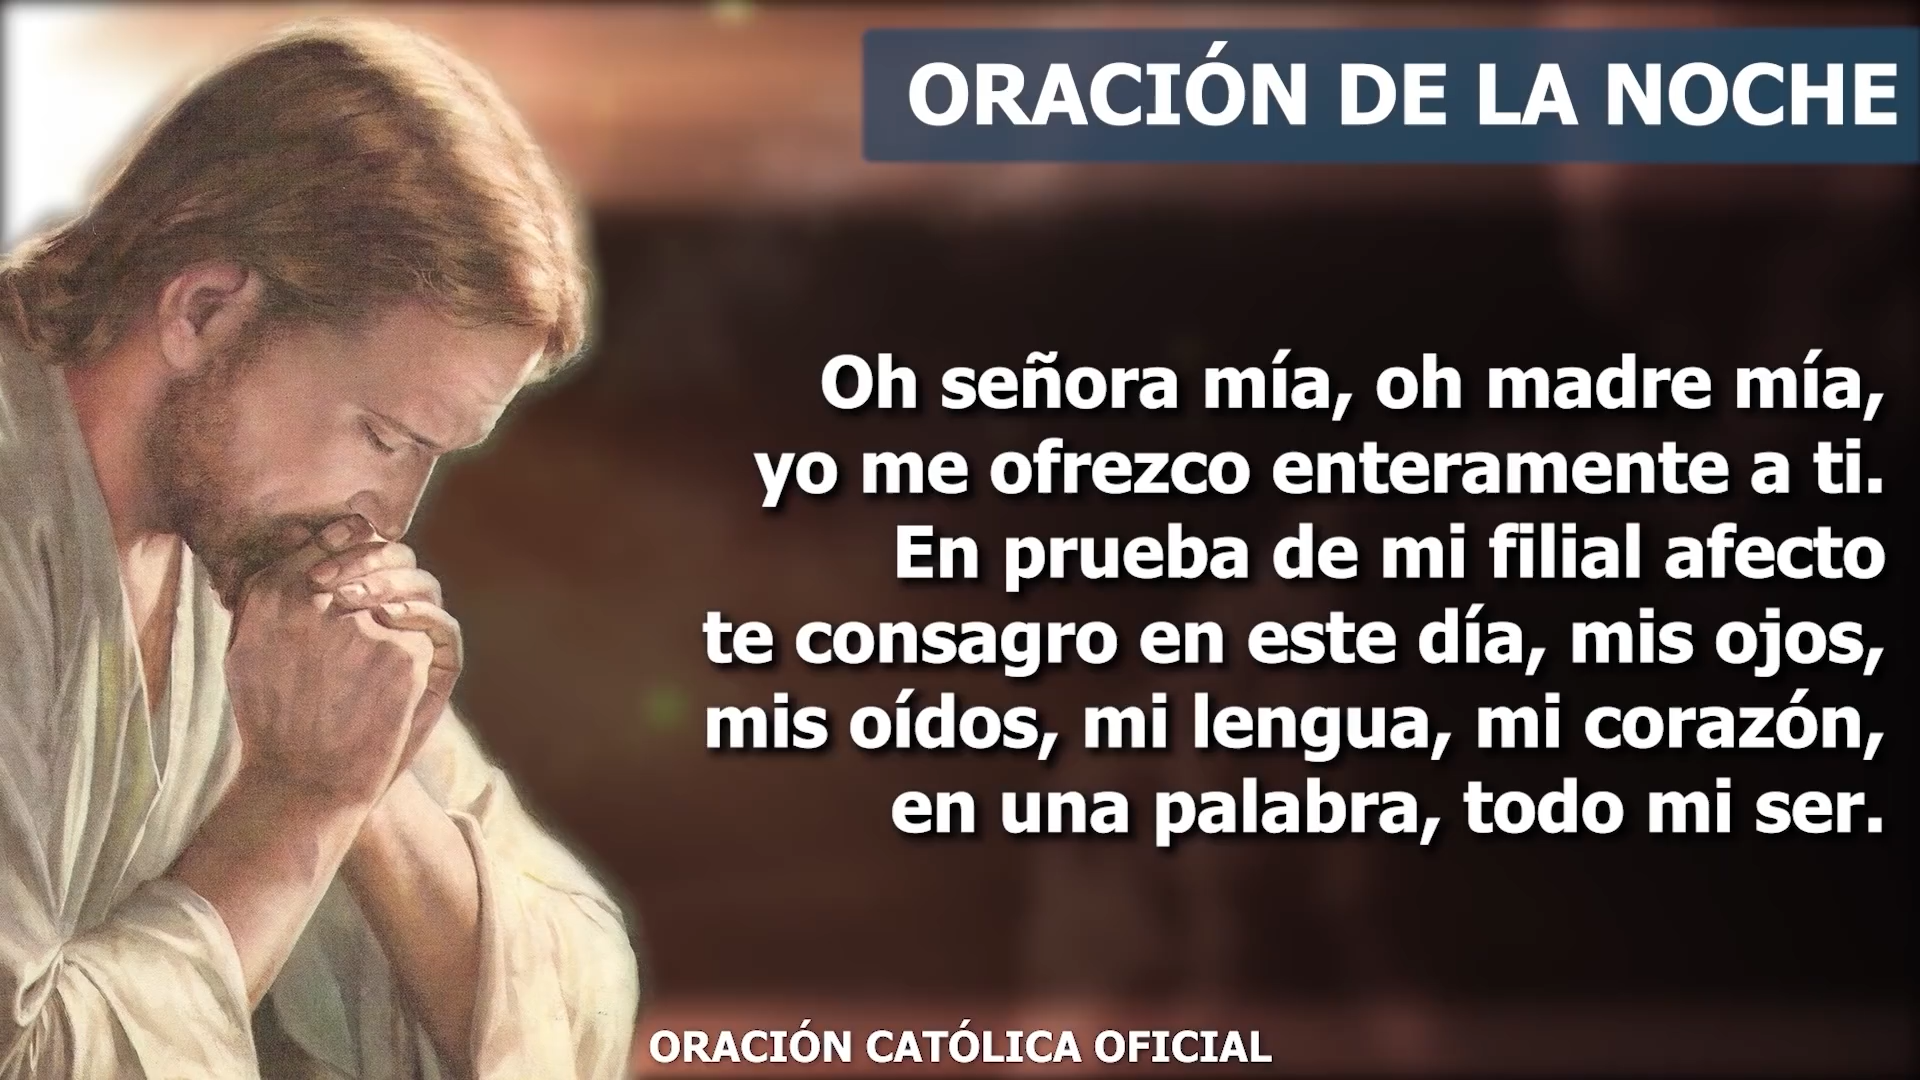 ORACIÓN DE LA NOCHE
Oh señora mía, oh madre mía,
yo me ofrezco enteramente a ti.
En prueba de mi filial afecto
te consagro en este día, mis ojos,
mis oídos, mi lengua, mi corazón,
en una palabra, todo mi ser.
ORACIÓN CATÓLICA OFICIAL